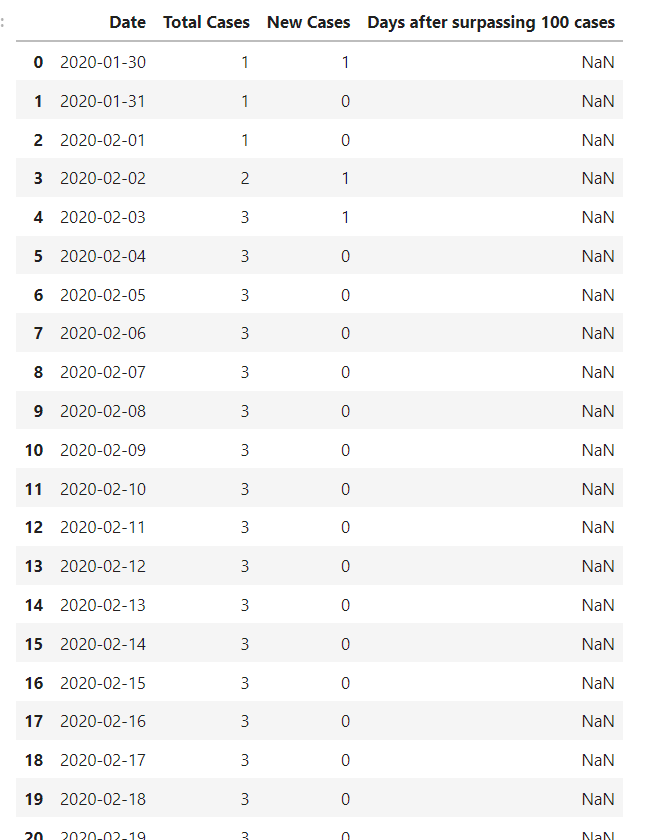 :
Date Total Cases New Cases Days after surpassing 100 cases
0 2020-01-30 1 1 NaN
1 2020-01-31 1 0 NaN
2 2020-02-01 1 0 NaN
3 2020-02-02 2 1 NaN
4 2020-02-03 3 1 NaN
5 2020-02-04 3 0 NaN
6 2020-02-05 3 0 NaN
7 2020-02-06 3 0 NaN
8 2020-02-07 3 0 NaN
9 2020-02-08 3 0 NaN
10 2020-02-09 3 0 NaN
11 2020-02-10 3 0 NaN
12 2020-02-11 3 0 NaN
13 2020-02-12 3 0 NaN
14 2020-02-13 3 0 NaN
15 2020-02-14 3 0 NaN
16 2020-02-15 3 0 NaN
17 2020-02-16 3 0 NaN
18 2020-02-17 3 0 NaN
19 2020-02-18 3 0 NaN
20 2020-02-19 3 0 NaN